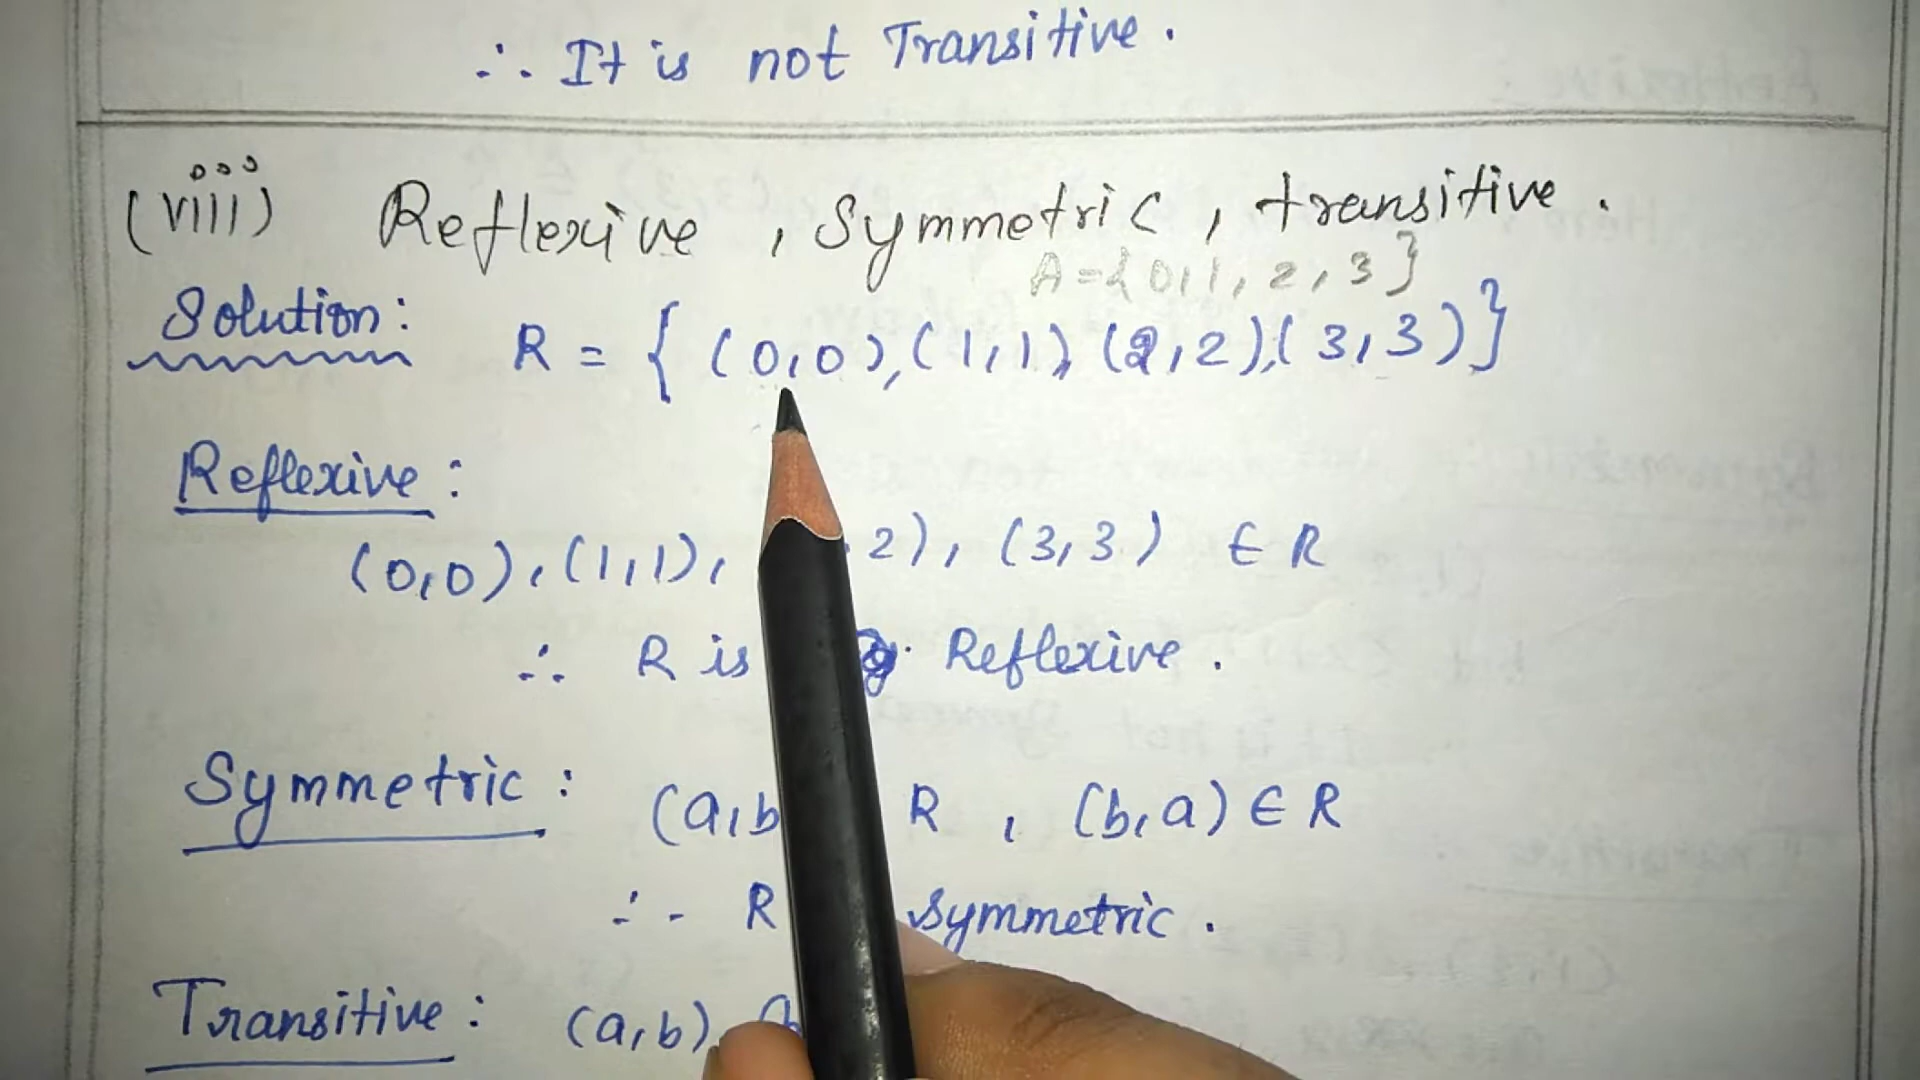 ∴ It is not Transitive.
(viii) Reflexive, Symmetric, transitive.
A={0,1,2,3}
Solution: R = { (0,0),(1,1),(2,2),(3,3)}
Reflexive:
(0,0),(1,1), 2), (3,3) ∈ R
∴ R is Reflexive.
Symmetric: (a,b R , (b,a) ∈ R
∴ R symmetric.
Transitive: (a,b)